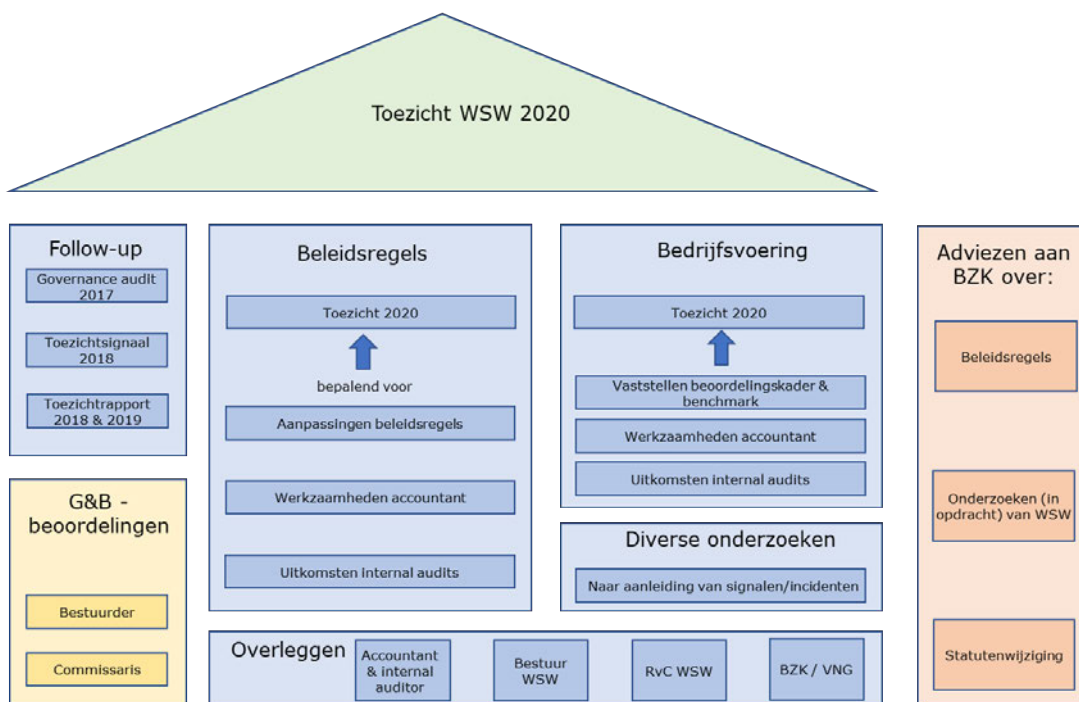 Toezicht WSW 2020
Follow-up
Governance audit
2017
Toezichtsignaal
2018
Toezichtrapport
2018 & 2019
G&B -
beoordelingen
Bestuurder
Commissaris
Beleidsregels
Toezicht 2020
bepalend voor
Aanpassingen beleidsregels
Werkzaamheden accountant
Uitkomsten internal audits
Bedrijfsvoering
Toezicht 2020
Vaststellen beoordelingskader &
benchmark
Werkzaamheden accountant
Uitkomsten internal audits
Diverse onderzoeken
Naar aanleiding van signalen/incidenten
Overleggen
Accountant
& internal
auditor
Bestuur
WSW
RvC WSW
BZK / VNG
Adviezen aan
BZK over:
Beleidsregels
Onderzoeken (in
opdracht) van WSW
Statutenwijziging